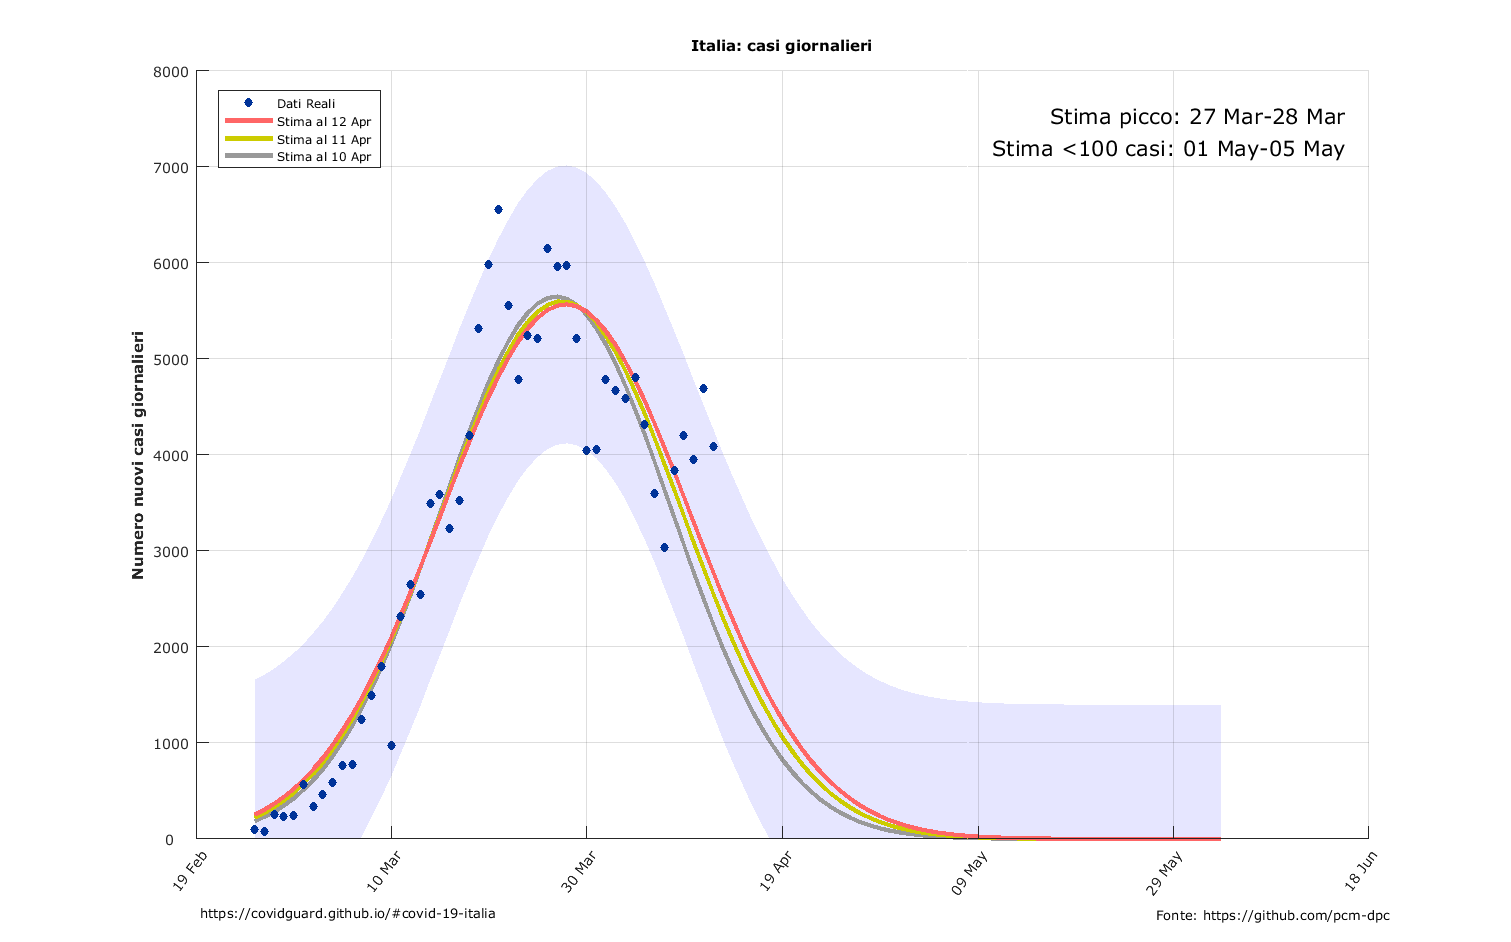 Italia: casi giornalieri
Dati Reali
Stima al 12 Apr
Stima al 11 Apr
Stima al 10 Apr
Stima picco: 27 Mar-28 Mar
Stima <100 casi: 01 May-05 May
Numero nuovi casi giornalieri
8000
7000
6000
5000
4000
3000
2000
1000
0
19 Feb
10 Mar
30 Mar
19 Apr
09 May
29 May
18 Jun
https://covidguard.github.io/#covid-19-italia
Fonte: https://github.com/pcm-dpc